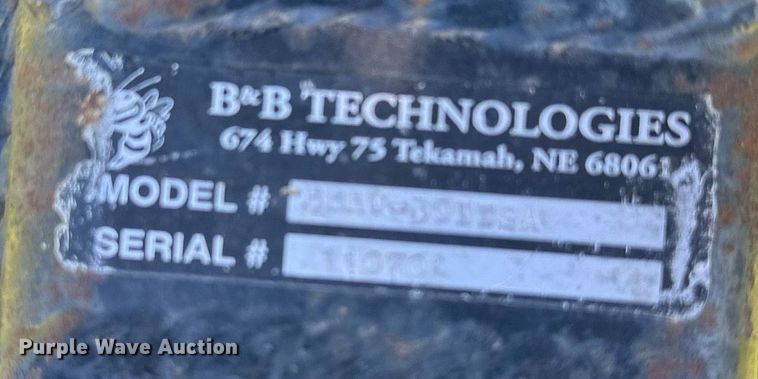 B&B TECHNOLOGIES
674 Hwy 75 Tekamah, NE 68061
MODEL #
SERIAL #
Purple Wave Auction